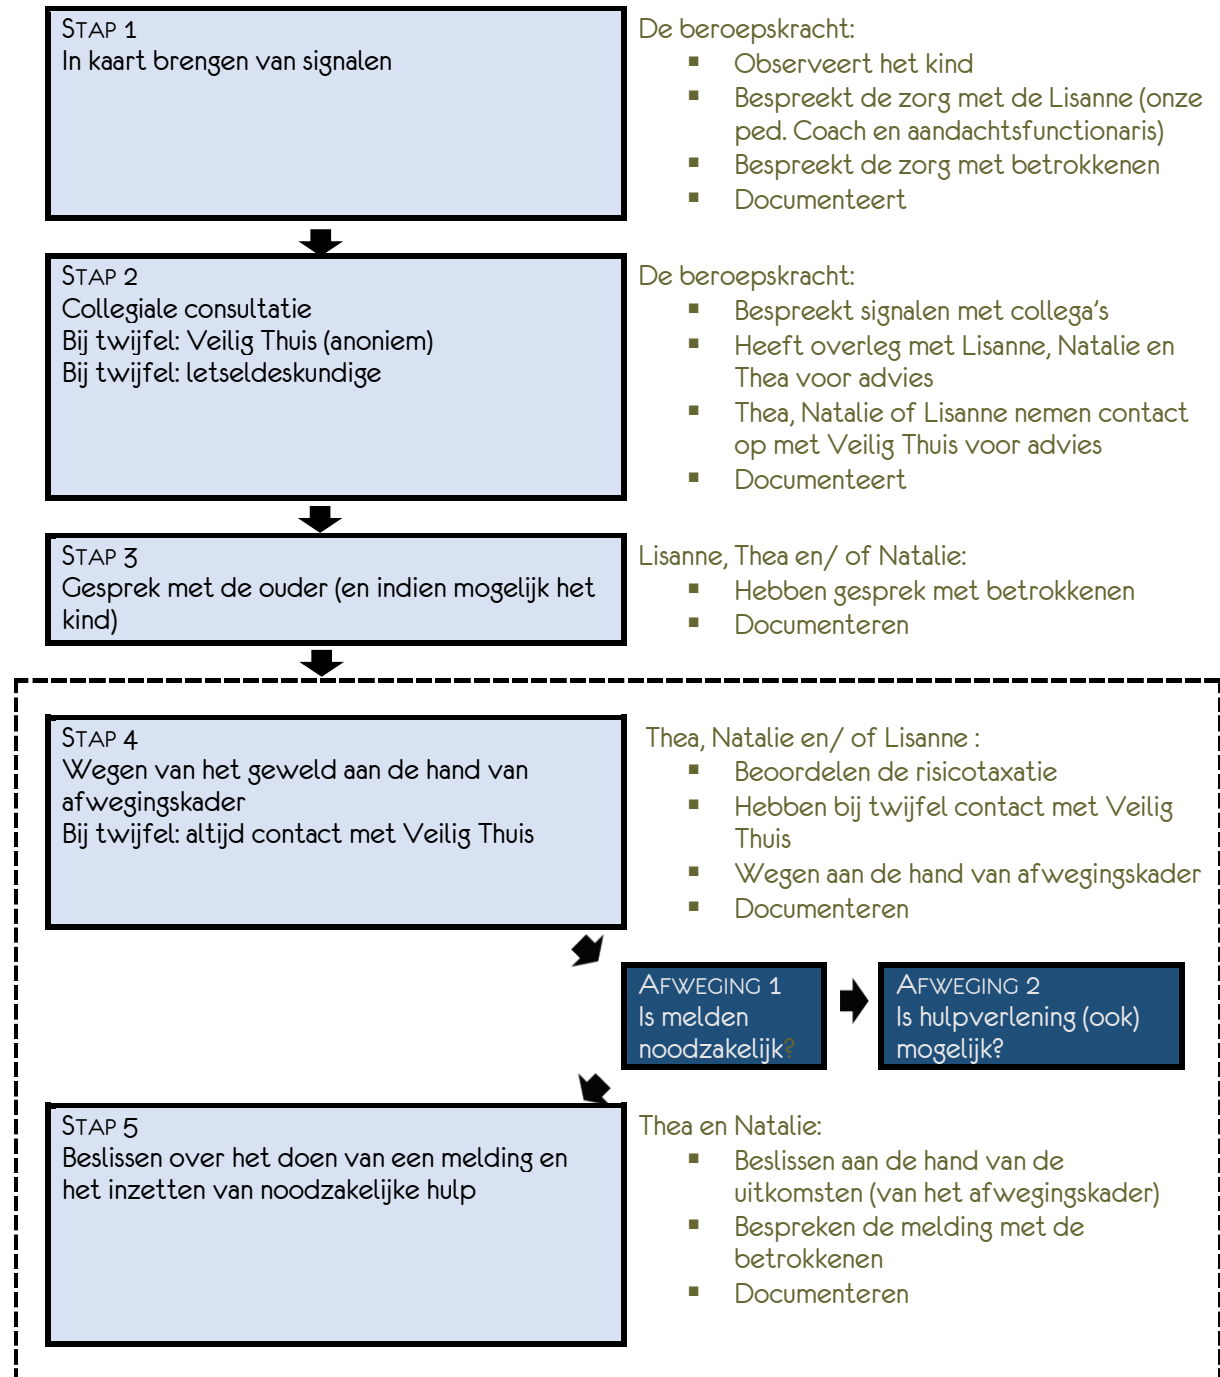 STAP 1
In kaart brengen van signalen
De beroepskracht:
▪ Observeert het kind
▪ Bespreekt de zorg met de Lisanne (onze
ped. Coach en aandachtsfunctionaris)
▪ Bespreekt de zorg met betrokkenen
▪ Documenteert
STAP 2
Collegiale consultatie
Bij twijfel: Veilig Thuis (anoniem)
Bij twijfel: letseldeskundige
De beroepskracht:
▪ Bespreekt signalen met collega's
▪ Heeft overleg met Lisanne, Natalie en
Thea voor advies
▪ Thea, Natalie of Lisanne nemen contact
op met Veilig Thuis voor advies
▪ Documenteert
STAP 3
Gesprek met de ouder (en indien mogelijk het
kind)
Lisanne, Thea en/ of Natalie:
▪ Hebben gesprek met betrokkenen
▪ Documenteren
STAP 4
Wegen van het geweld aan de hand van
afwegingskader
Bij twijfel: altijd contact met Veilig Thuis
Thea, Natalie en/ of Lisanne :
▪ Beoordelen de risicotaxatie
▪ Hebben bij twijfel contact met Veilig
Thuis
▪ Wegen aan de hand van afwegingskader
▪ Documenteren
AFWEGING 1
Is melden
noodzakelijk?
AFWEGING 2
Is hulpverlening (ook)
mogelijk?
STAP 5
Beslissen over het doen van een melding en
het inzetten van noodzakelijke hulp
Thea en Natalie:
▪ Beslissen aan de hand van de
uitkomsten (van het afwegingskader)
▪ Bespreken de melding met de
betrokkenen
▪ Documenteren